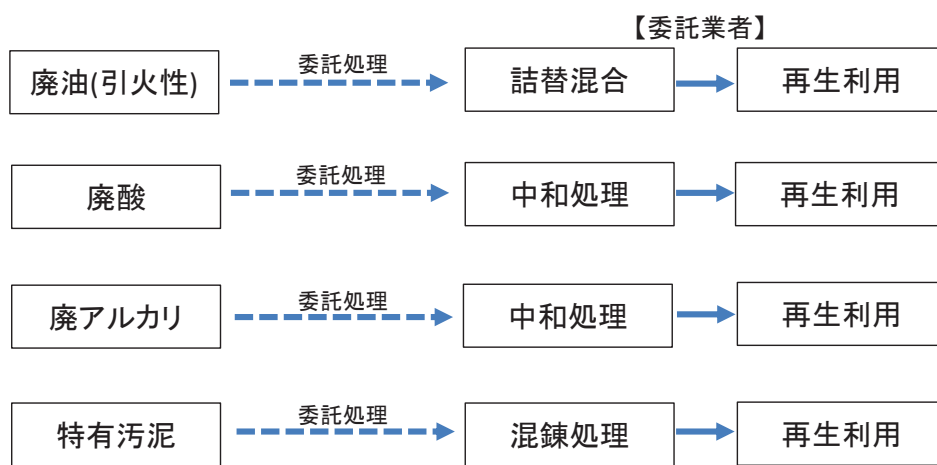 【委託業者】
廃油(引火性)
委託処理
詰替混合
再生利用
廃酸
委託処理
中和処理
再生利用
廃アルカリ
委託処理
中和処理
再生利用
特有汚泥
委託処理
混錬処理
再生利用